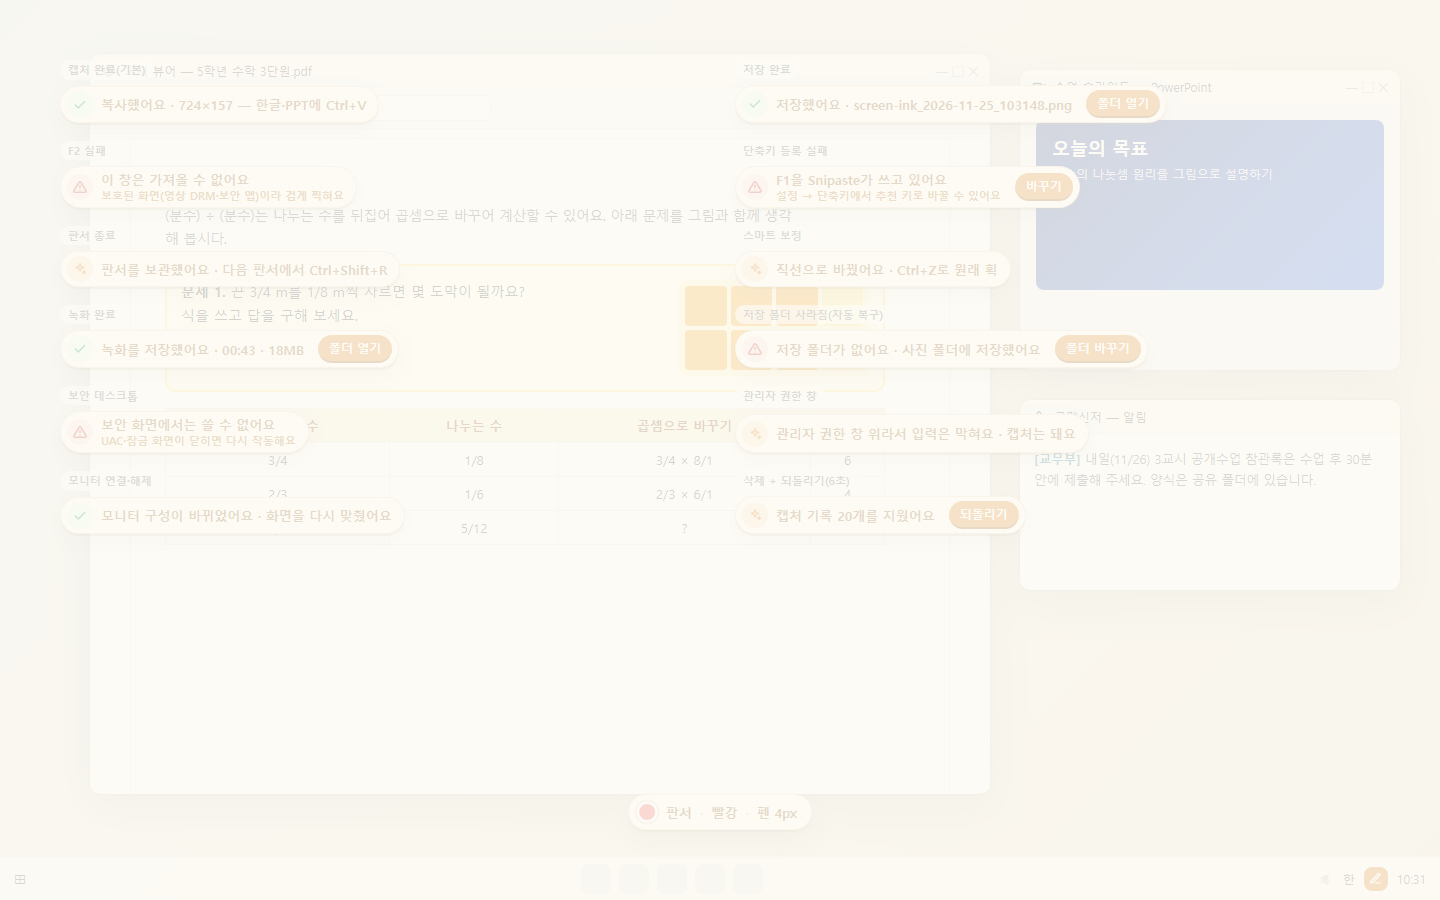 캡처 완료(기본)
뷰어 — 5학년 수학 3단원.pdf
복사했어요 · 724×157 — 한글·PPT에 Ctrl+V
F2 실패
이 창은 가져올 수 없어요
보호된 화면(영상 DRM·보안 앱)이라 검게 찍혀요
(분수) ÷ (분수)는 나누는 수를 뒤집어 곱셈으로 바꾸어 계산할 수 있어요. 아래 문제를 그림과 함께 생각
해 봅시다.
판서 종료
판서를 보관했어요 · 다음 판서에서 Ctrl+Shift+R
문제 1. 끈 3/4 m를 1/8 m씩 자르면 몇 도막이 될까요?
식을 쓰고 답을 구해 보세요.
녹화 완료
녹화를 저장했어요 · 00:43 · 18MB
폴더 열기
보안 데스크톱
보안 화면에서는 쓸 수 없어요
UAC·잠금 화면이 닫히면 다시 작동해요
수
나누는 수
곱셈으로 바꾸기
3/4
1/8
3/4 × 8/1
6
모니터 연결·해제
2/3
1/6
2/3 × 6/1
4
모니터 구성이 바뀌었어요 · 화면을 다시 맞췄어요
5/12
?
저장 완료
저장했어요 · screen-ink_2026-11-25_103148.png
폴더 열기
단축키 등록 실패
F1을 Snipaste가 쓰고 있어요
설정 → 단축키에서 추천 키로 바꿀 수 있어요
바꾸기
스마트 보정
직선으로 바꿨어요 · Ctrl+Z로 원래 획
저장 폴더 사라짐(자동 복구)
저장 폴더가 없어요 · 사진 폴더에 저장했어요
폴더 바꾸기
관리자 권한 창
관리자 권한 창 위라서 입력은 막혀요 · 캡처는 돼요
삭제 + 되돌리기(6초)
캡처 기록 20개를 지웠어요
되돌리기
PowerPoint
오늘의 목표
의 나눗셈 원리를 그림으로 설명하기
— 알림
[교무부] 내일(11/26) 3교시 공개수업 참관록은 수업 후 30분
안에 제출해 주세요. 양식은 공유 폴더에 있습니다.
판서 · 빨강 · 펜 4px
한
10:31